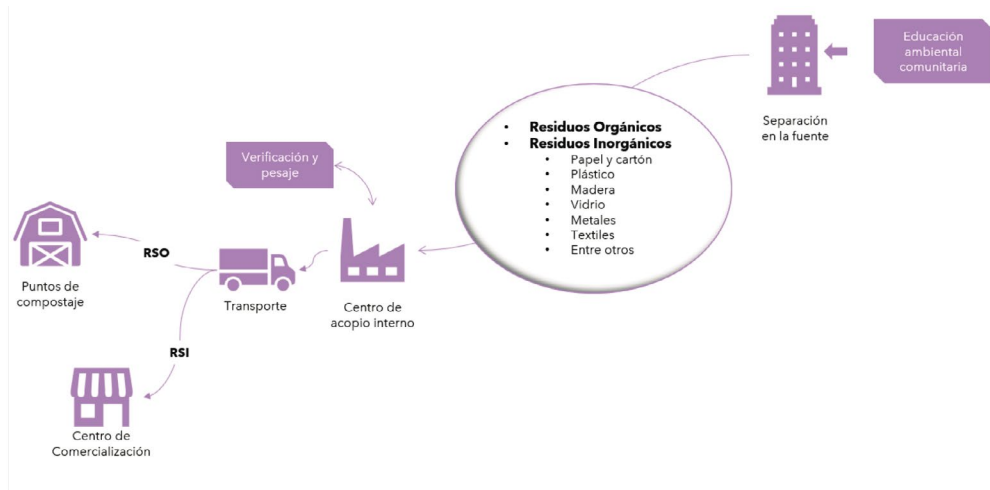 Educación
ambiental
comunitaria
Separación
en la fuente
• Residuos Orgánicos
• Residuos Inorgánicos
• Papel y cartón
• Plástico
• Madera
• Vidrio
• Metales
• Textiles
• Entre otros
Verificación y
pesaje
Centro de
acopio interno
Transporte
RSO
Puntos de
compostaje
RSI
Centro de
Comercialización